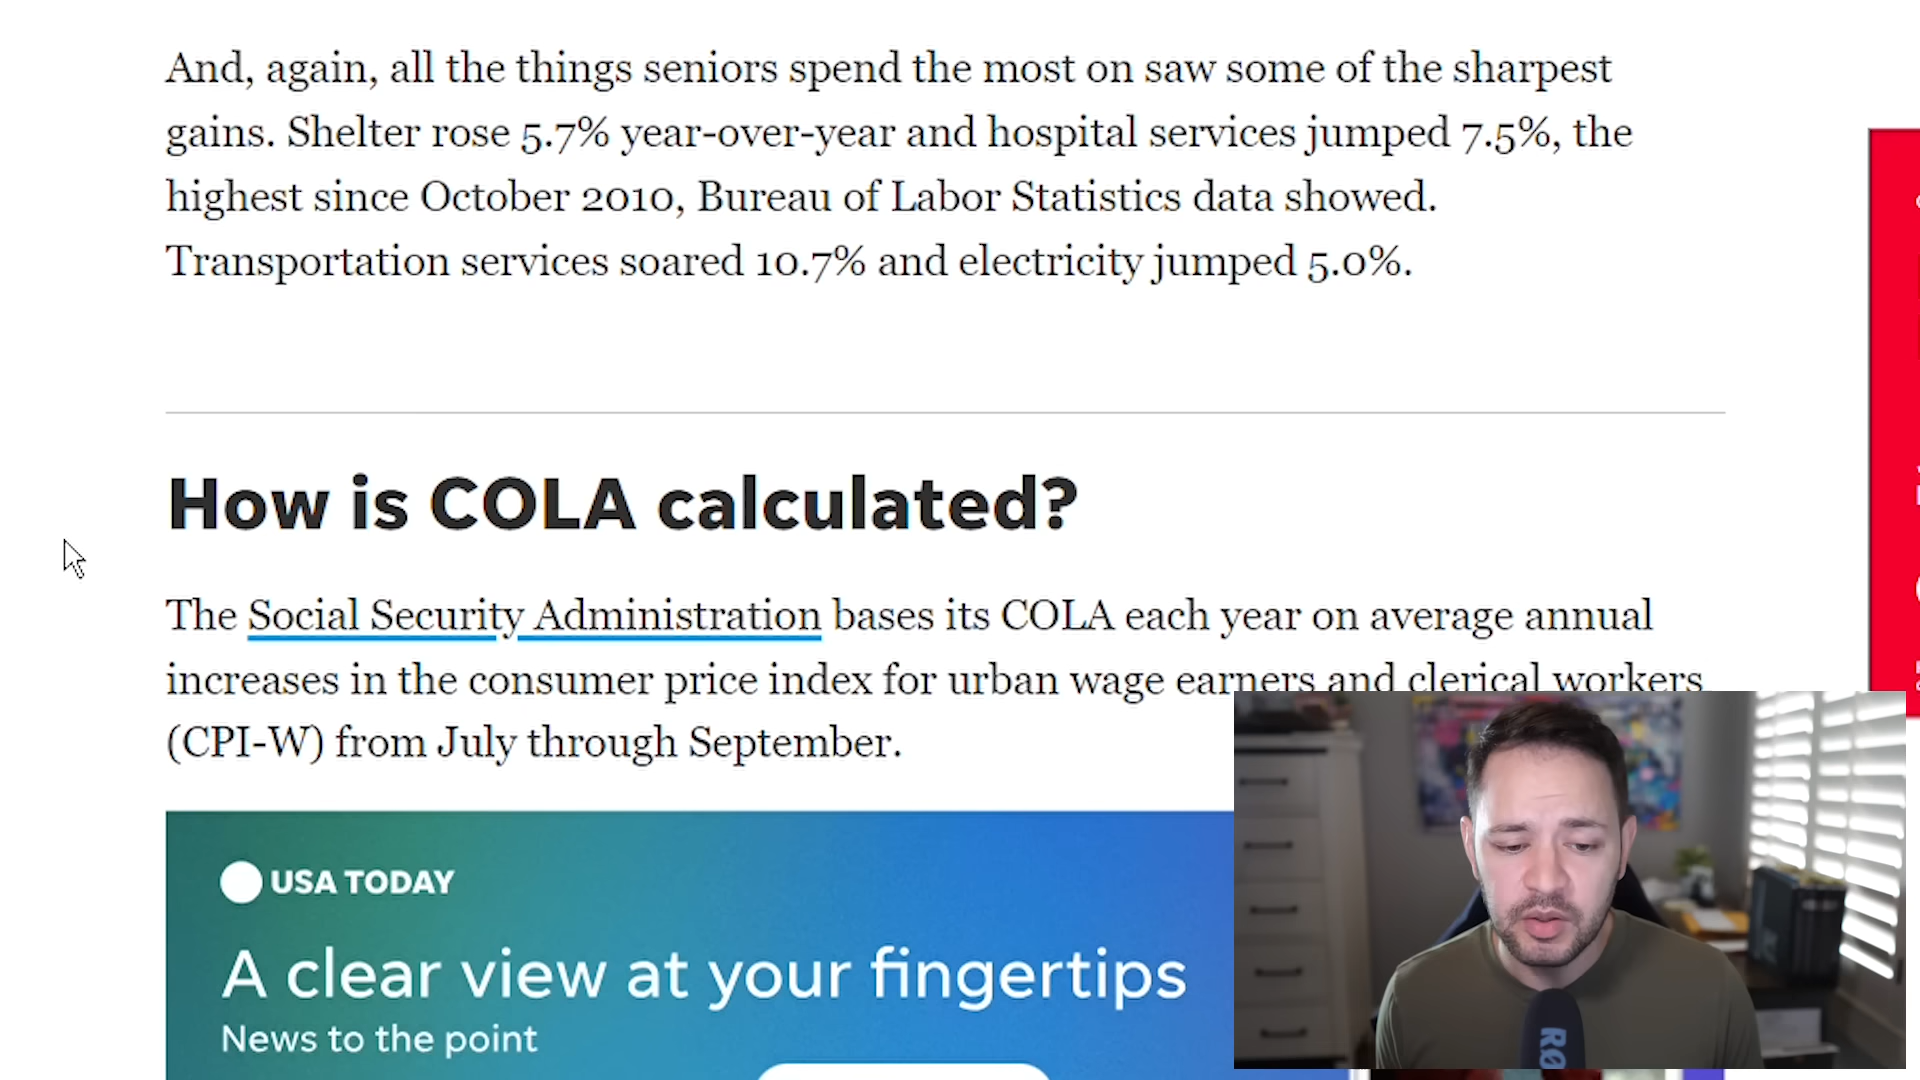 And, again, all the things seniors spend the most on saw some of the sharpest
gains. Shelter rose 5.7% year-over-year and hospital services jumped 7.5%, the
highest since October 2010, Bureau of Labor Statistics data showed.
Transportation services soared 10.7% and electricity jumped 5.0%.
How is COLA calculated?
The Social Security Administration bases its COLA each year on average annual
increases in the consumer price index for urban wage earners and clerical workers
(CPI-W) from July through September.
USA TODAY
A clear view at your fingertips
News to the point
RØ